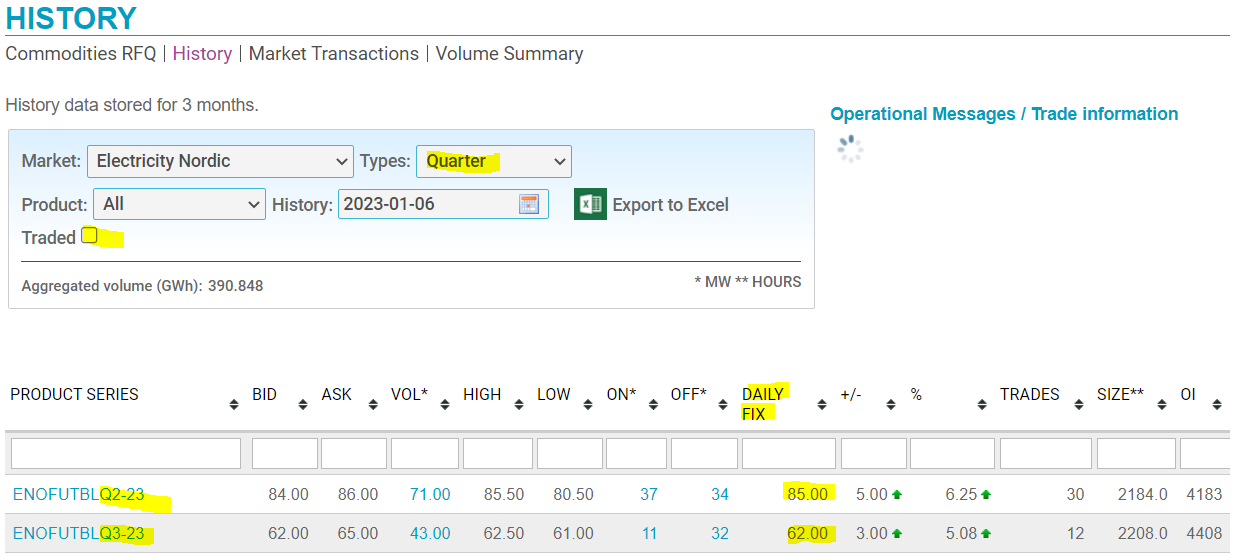 HISTORY
Commodities RFQ | History | Market Transactions | Volume Summary
History data stored for 3 months.
Operational Messages / Trade information
Market: Electricity Nordic Types: Quarter
Product: All History: 2023-01-06 Export to Excel
Traded
Aggregated volume (GWh): 390.848 * MW ** HOURS
PRODUCT SERIES BID ASK VOL* HIGH LOW ON* OFF* DAILY FIX +/- % TRADES SIZE** OI
ENOFUTBLQ2-23 84.00 86.00 71.00 85.50 80.50 37 34 85.00 5.00 6.25 30 2184.0 4183
ENOFUTBLQ3-23 62.00 65.00 43.00 62.50 61.00 11 32 62.00 3.00 5.08 12 2208.0 4408